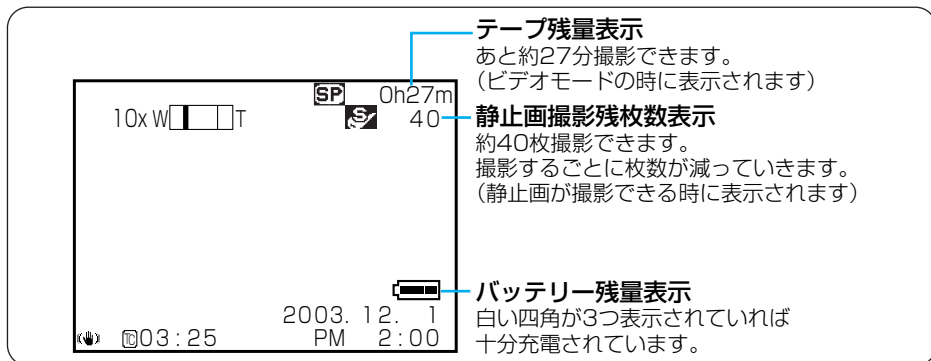 テープ残量表示
あと約27分撮影できます。
(ビデオモードの時に表示されます)
SP 0h27m
10x W T S 40
静止画撮影残枚数表示
約40枚撮影できます。
撮影するごとに枚数が減っていきます。
(静止画が撮影できる時に表示されます)
バッテリー残量表示
白い四角が3つ表示されていれば
十分充電されています。
2003. 12. 1
TC 03:25 PM 2:00